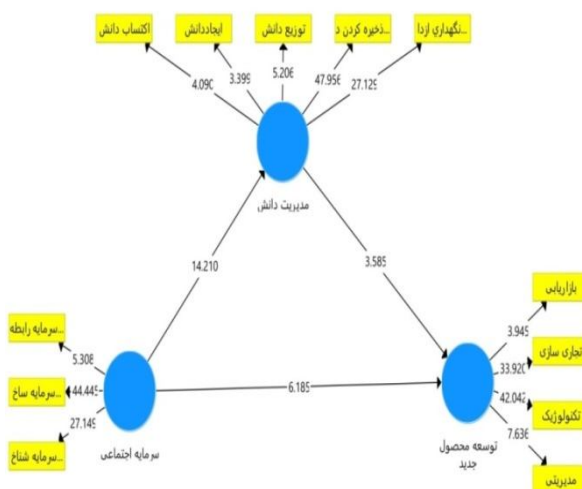 اکتساب دانش
ایجاددانش
توزیع دانش
ذخیره کردن د...
نگهداري ازدا...
4.090
3.399
5.206
47.956
27.129
مدیریت دانش
14.210
3.585
سرمایه رابطه...
سرمایه ساخ...
سرمایه شناخ...
5.308
44.445
27.149
سرمایه اجتماعی
6.185
توسعه محصول
جدید
3.945
33.920
42.042
7.636
بازاریابی
تجاری سازی
تکنولوژیک
مدیریتی